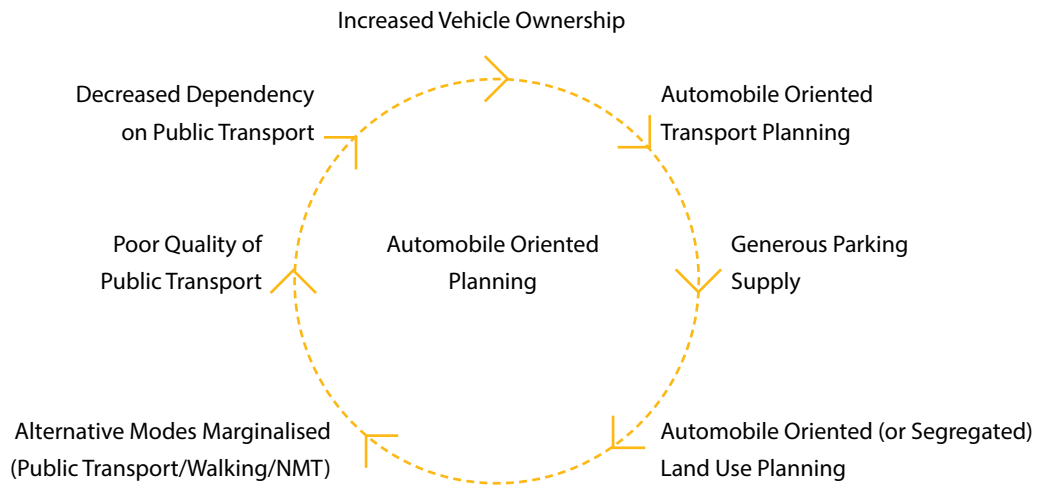 Increased Vehicle Ownership
Automobile Oriented
Transport Planning
Generous Parking
Supply
Automobile Oriented (or Segregated)
Land Use Planning
Alternative Modes Marginalised
(Public Transport/Walking/NMT)
Poor Quality of
Public Transport
Decreased Dependency
on Public Transport
Automobile Oriented
Planning